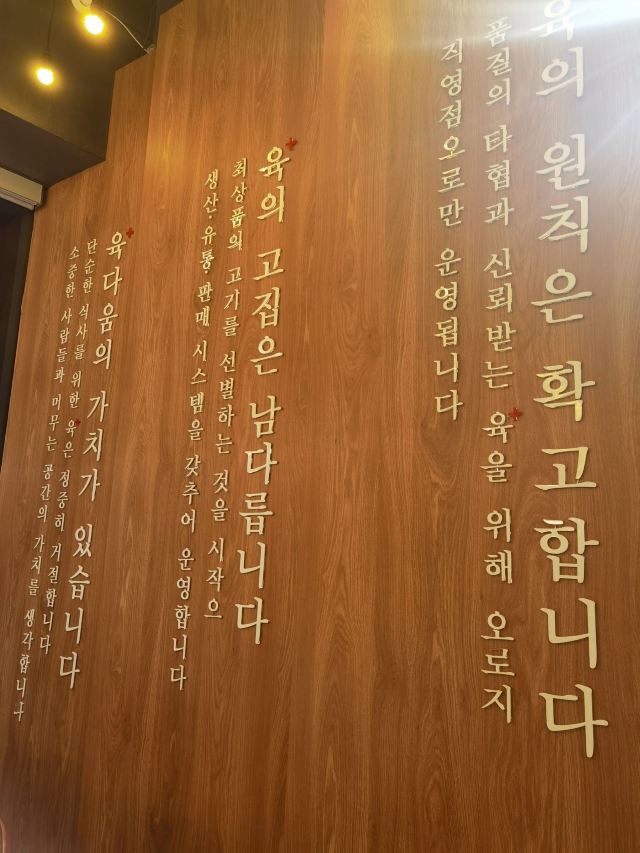 육의 원칙은 확고합니다
품질의 타협과 신뢰받는 육을 위해 오로지
직영점오로만 운영됩니다
육의 고집은 남다릅니다
최상품의 고기를 선별하는 것을 시작으
생산·유통·판매 시스템을 갖추어 운영합니다
육다움의 가치가 있습니다
단순한 식사를 위한 육은 정중히 거절합니다
소중한 사람들과 머무는 공간의 가치를 생각합니다